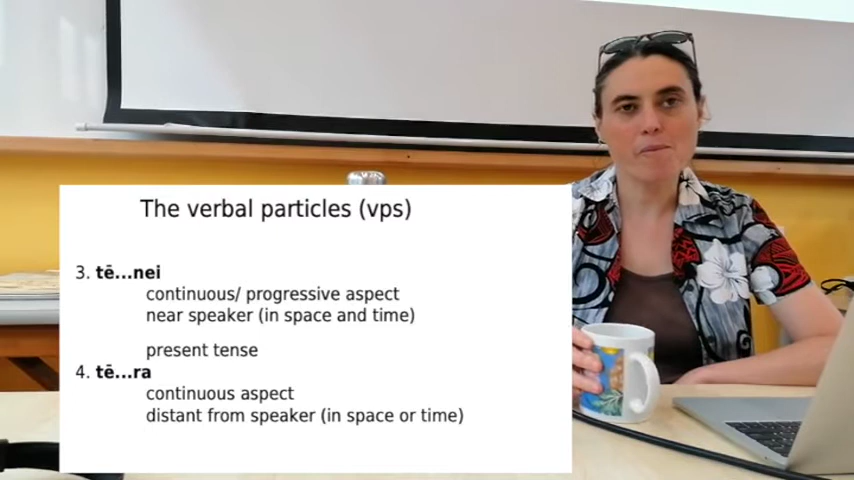 The verbal particles (vps)
3. tē...nei
continuous/ progressive aspect
near speaker (in space and time)
present tense
4. tē...ra
continuous aspect
distant from speaker (in space or time)